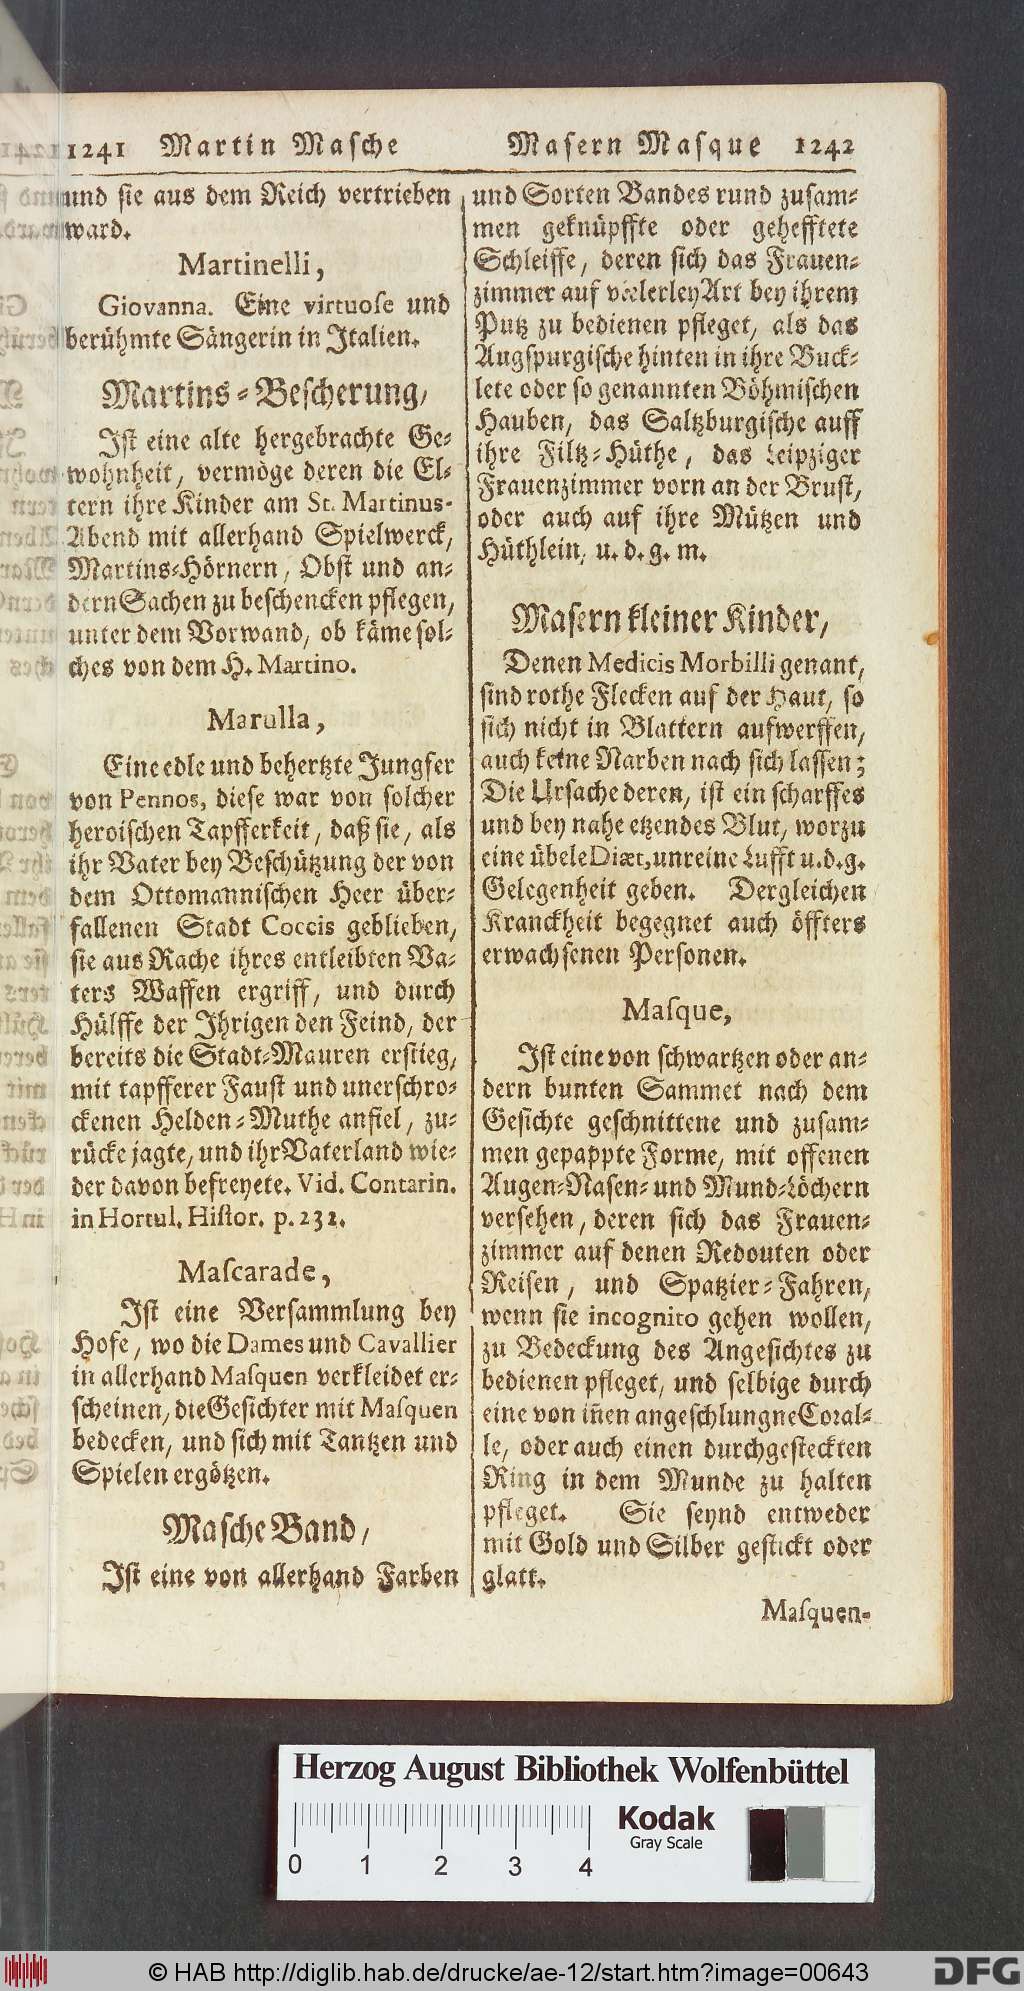 1241 Martin Masche
Masern Masque 1242
und sie aus dem Reich vertrieben
ward.
Martinelli,
Giovanna. Eine virtuose und
berühmte Sängerin in Italien.
Martins-Bescherung,
Ist eine alte hergebrachte Ge-
wohnheit, vermöge deren die El-
tern ihre Kinder am St. Martinus-
Abend mit allerhand Spielwerck,
Martins-Hörnern, Obst und an-
dern Sachen zu beschencken pflegen,
unter dem Vorwand, ob käme sol-
ches von dem H. Martino.
Marulla,
Eine edle und behertzte Jungfer
von Pennos, diese war von solcher
heroischen Tapfferkeit, daß sie, als
ihr Vater bey Beschützung der von
dem Ottomannischen Heer über-
fallenen Stadt Coccis geblieben,
sie aus Rache ihres entleibten Va-
ters Waffen ergriff, und durch
Hülffe der Ihrigen den Feind, der
bereits die Stadt-Mauren erstieg,
mit tapfferer Faust und unerschro-
ckenen Helden-Muthe anfiel, zu-
rücke jagte, und ihr Vaterland wie-
der davon befreyete. Vid. Contarin.
in Hortul. Histor. p. 232.
Mascarade,
Ist eine Versammlung bey
Hofe, wo die Dames und Cavallier
in allerhand Masquen verkleidet er-
scheinen, die Gesichter mit Masquen
bedecken, und sich mit Tantzen und
Spielen ergötzen.
Masche Band,
Ist eine von allerhand Farben
und Sorten Bandes rund zusam-
men geknüpffte oder gehefftete
Schleiffe, deren sich das Frauen-
zimmer auf vielerley Art bey ihrem
Putz zu bedienen pfleget, als das
Augspurgische hinten in ihre Buck-
lete oder so genannten Böhmischen
Hauben, das Saltzburgische auff
ihre Filtz-Hüthe, das Leipziger
Frauenzimmer vorn an der Brust,
oder auch auf ihre Mützen und
Hüthlein, u. d. g. m.
Masern kleiner Kinder,
Denen Medicis Morbilli genant,
sind rothe Flecken auf der Haut, so
sich nicht in Blattern aufwerffen,
auch keine Narben nach sich lassen;
Die Ursache deren, ist ein scharffes
und bey nahe etzendes Blut, worzu
eine übele Diæt, unreine Lufft u. d. g.
Gelegenheit geben. Dergleichen
Kranckheit begegnet auch öffters
erwachsenen Personen.
Masque,
Ist eine von schwartzen oder an-
dern bunten Sammet nach dem
Gesichte geschnittene und zusam-
men gepappte Forme, mit offenen
Augen-Nasen- und Mund-Löchern
versehen, deren sich das Frauen-
zimmer auf denen Redouten oder
Reisen, und Spatzier-Fahren,
wenn sie incognito gehen wollen,
zu Bedeckung des Angesichtes zu
bedienen pfleget, und selbige durch
eine von iñen angeschlungne Coral-
le, oder auch einen durchgesteckten
Ring in dem Munde zu halten
pfleget. Sie seynd entweder
mit Gold und Silber gestickt oder
glatt.
Masquen-
Herzog August Bibliothek Wolfenbüttel
0 1 2 3 4
Kodak
Gray Scale
© HAB http://diglib.hab.de/drucke/ae-12/start.htm?image=00643
DFG